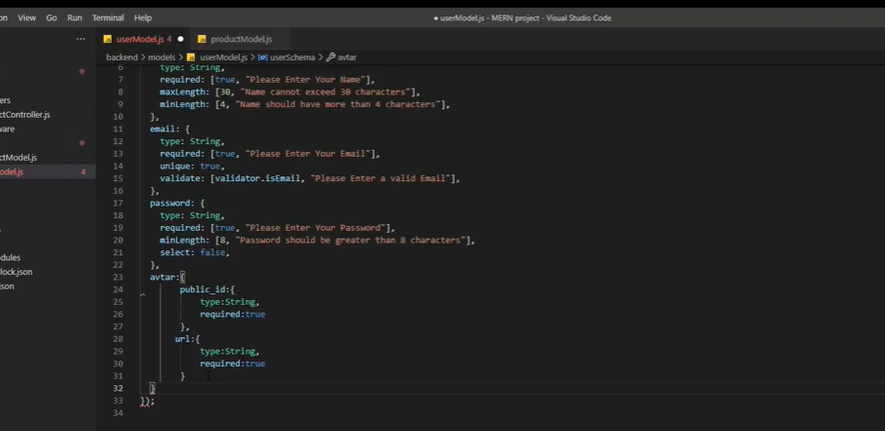 on View Go Run Terminal Help
● userModel.js - MERN project - Visual Studio Code
... JS userModel.js 4 ● JS productModel.js
backend > models > JS userModel.js > userSchema > avtar
ers
ctController.js
ware
ctModel.js
odel.js 4
s
dules
lock.json
json
6 type: String,
7 required: [true, "Please Enter Your Name"],
8 maxLength: [30, "Name cannot exceed 30 characters"],
9 minLength: [4, "Name should have more than 4 characters"],
10 },
11 email: {
12 type: String,
13 required: [true, "Please Enter Your Email"],
14 unique: true,
15 validate: [validator.isEmail, "Please Enter a valid Email"],
16 },
17 password: {
18 type: String,
19 required: [true, "Please Enter Your Password"],
20 minLength: [8, "Password should be greater than 8 characters"],
21 select: false,
22 },
23 avtar:{
24 public_id:{
25 type:String,
26 required:true
27 },
28 url:{
29 type:String,
30 required:true
31 }
32 }
33 });
34